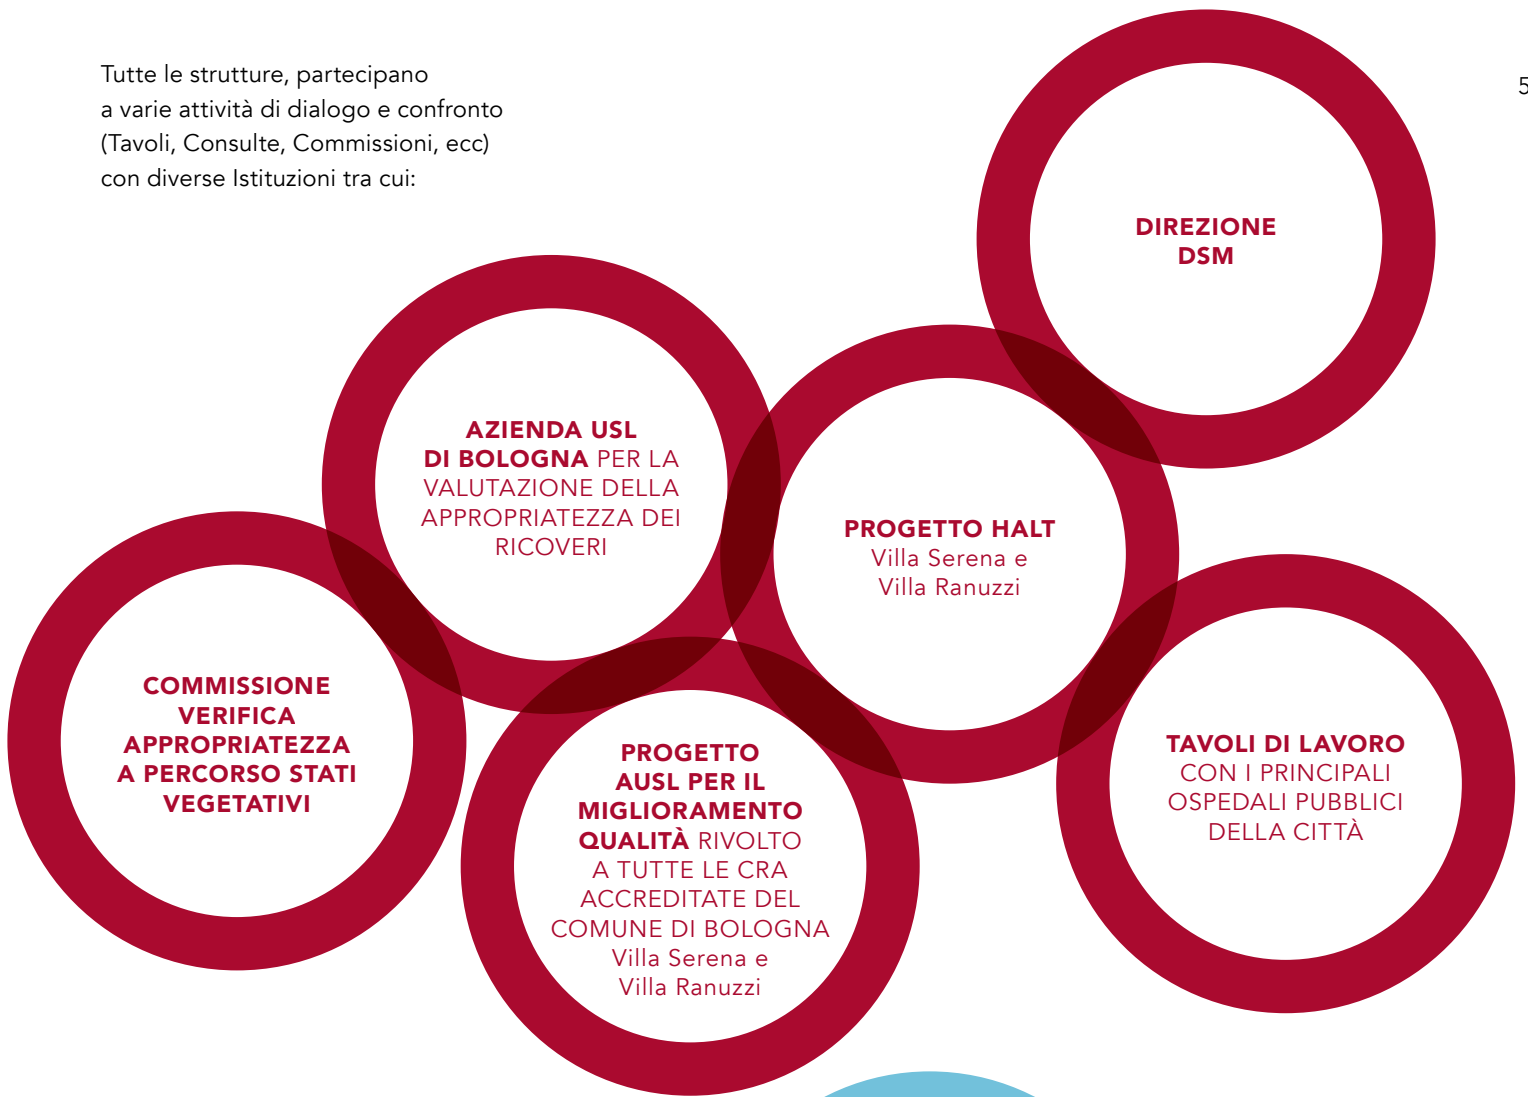 Tutte le strutture, partecipano
a varie attività di dialogo e confronto
(Tavoli, Consulte, Commissioni, ecc)
con diverse Istituzioni tra cui:
5
DIREZIONE
DSM
AZIENDA USL
DI BOLOGNA PER LA
VALUTAZIONE DELLA
APPROPRIATEZZA DEI
RICOVERI
PROGETTO HALT
Villa Serena e
Villa Ranuzzi
COMMISSIONE
VERIFICA
APPROPRIATEZZA
A PERCORSO STATI
VEGETATIVI
PROGETTO
AUSL PER IL
MIGLIORAMENTO
QUALITÀ RIVOLTO
A TUTTE LE CRA
ACCREDITATE DEL
COMUNE DI BOLOGNA
Villa Serena e
Villa Ranuzzi
TAVOLI DI LAVORO
CON I PRINCIPALI
OSPEDALI PUBBLICI
DELLA CITTÀ